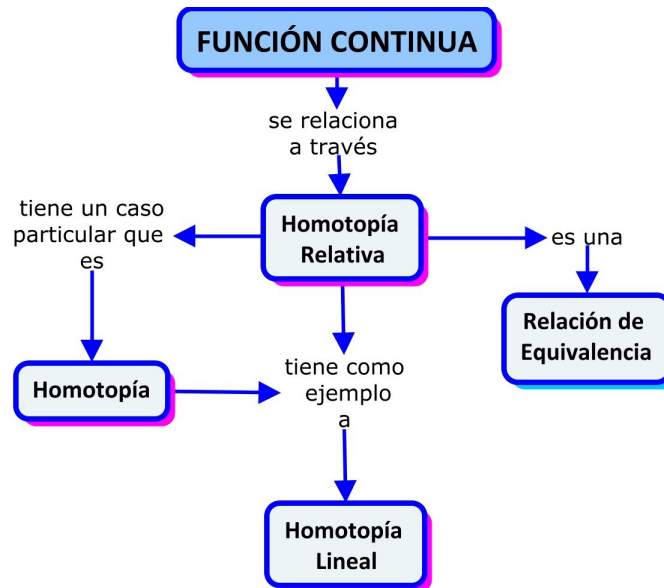 FUNCIÓN CONTINUA
se relaciona
a través
Homotopía
Relativa
tiene un caso
particular que
es
es una
Relación de
Equivalencia
Homotopía
tiene como
ejemplo
a
Homotopía
Lineal